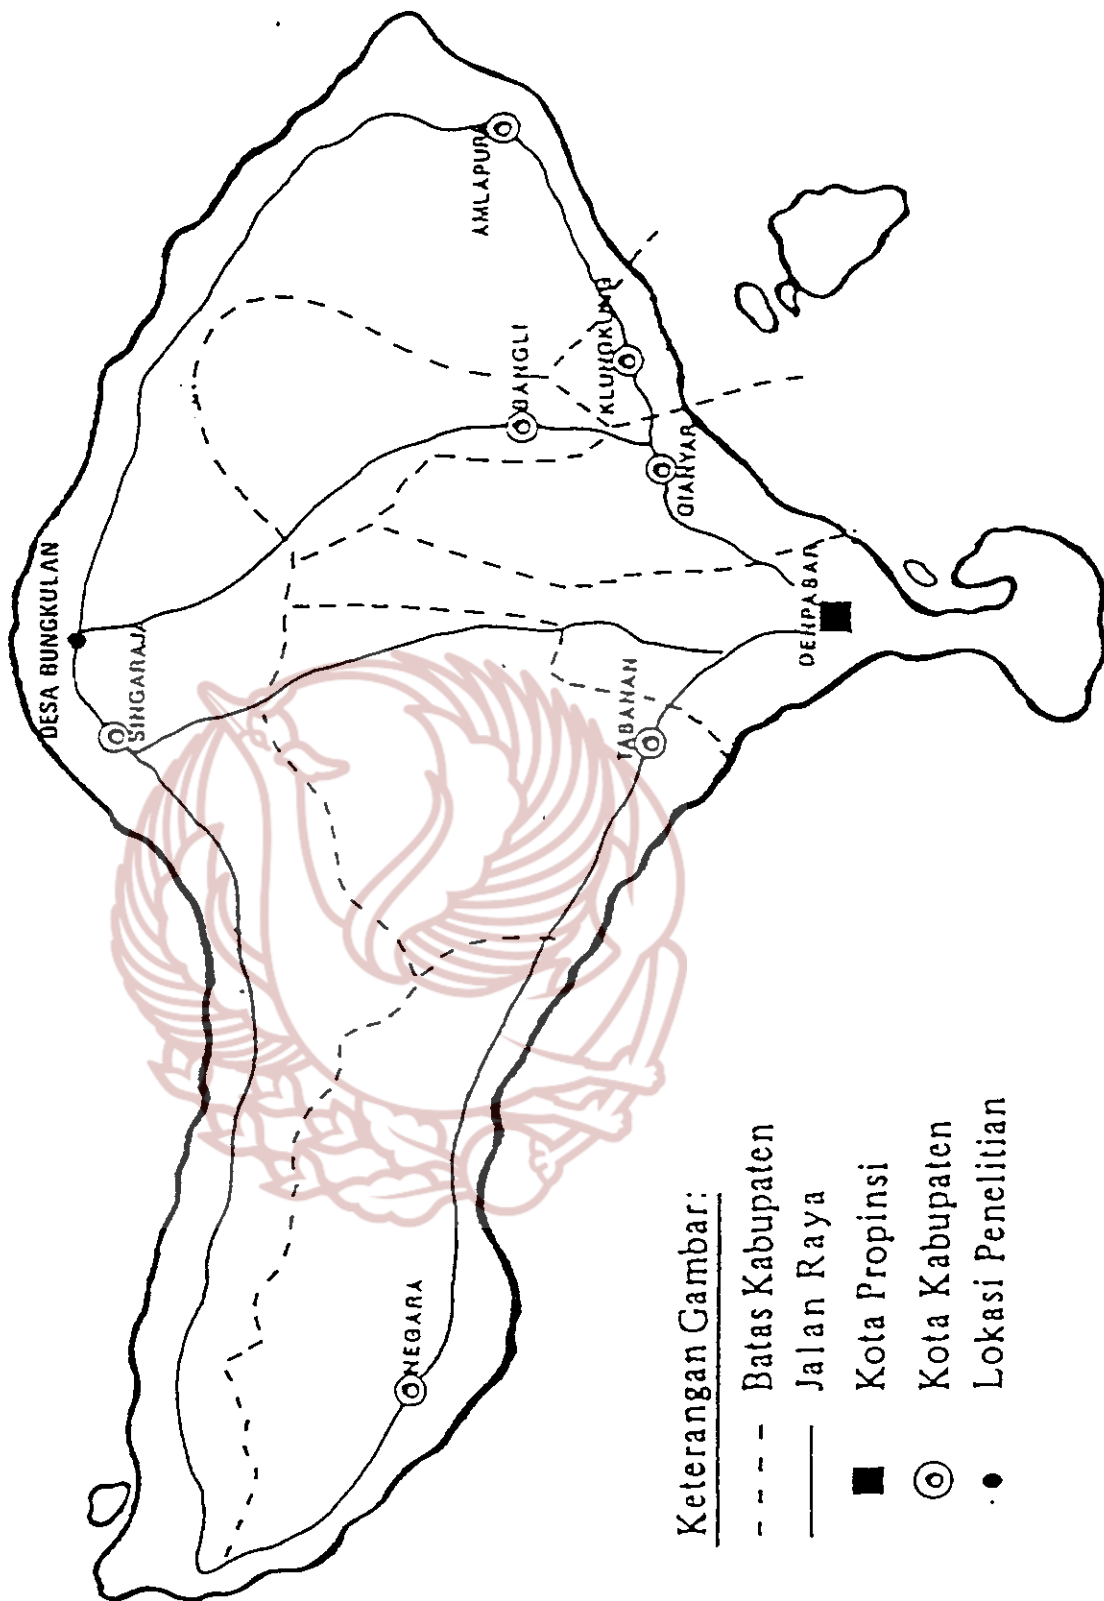 DESA BUNGKULAN
SINGARAJA
AMLAPURA
BANGLI
KLUNGKUNG
GIANYAR
DENPASAR
TABANAN
NEGARA
Keterangan Gambar:
Batas Kabupaten
Jalan Raya
Kota Propinsi
Kota Kabupaten
Lokasi Penelitian